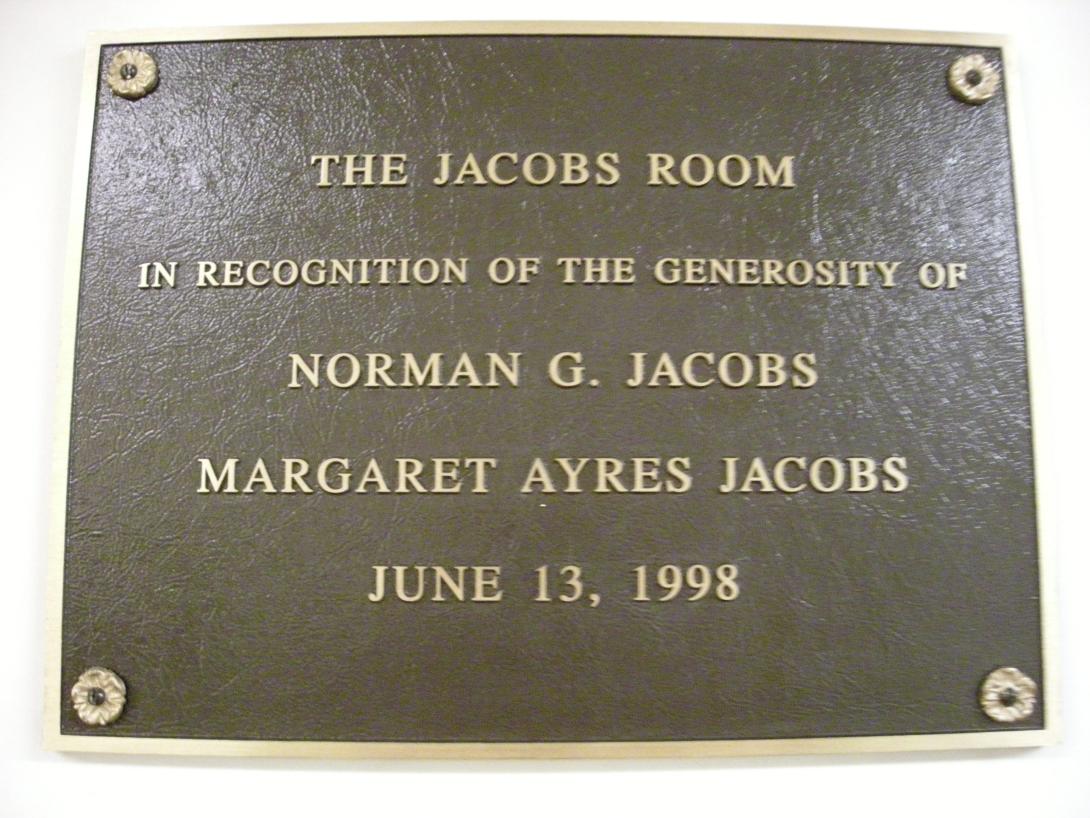 THE JACOBS ROOM
IN RECOGNITION OF THE GENEROSITY OF
NORMAN G. JACOBS
MARGARET AYRES JACOBS
JUNE 13, 1998